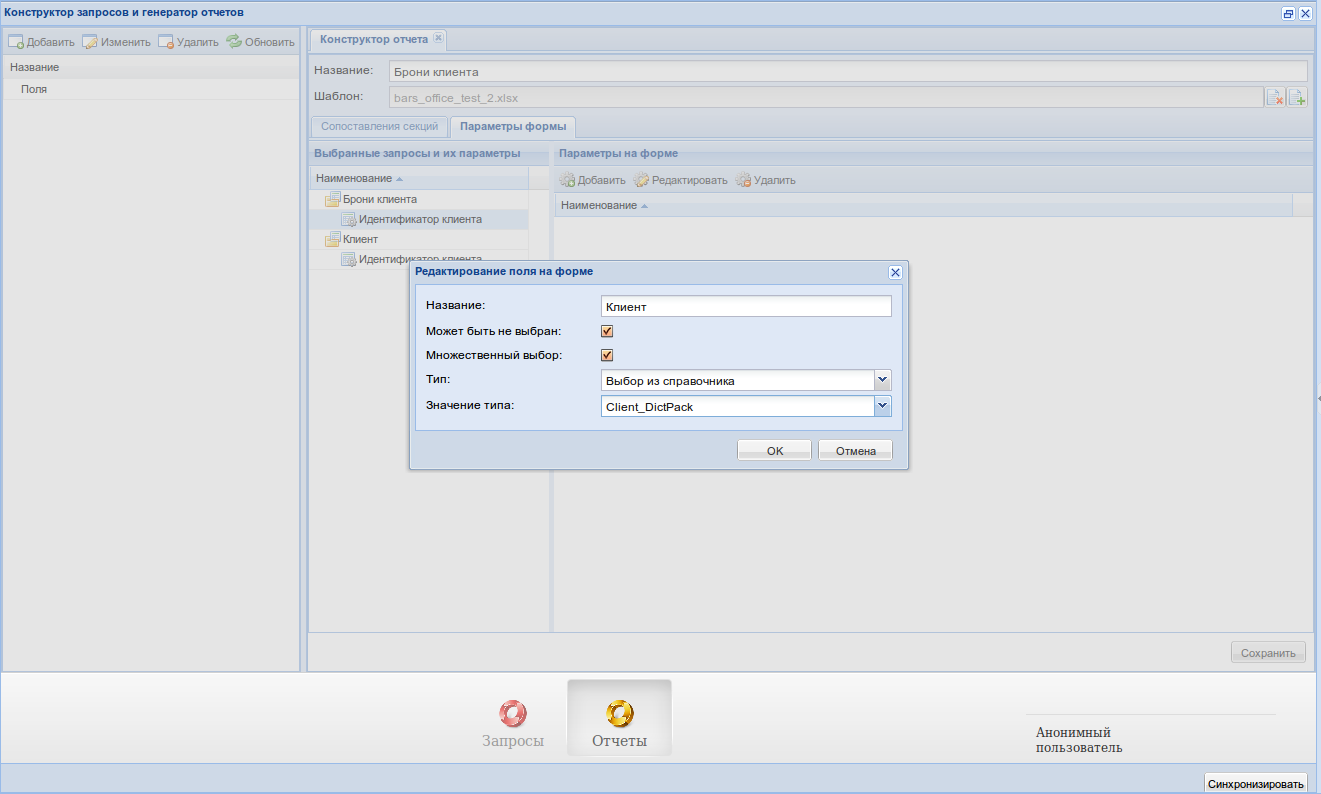 Конструктор запросов и генератор отчетов
Добавить Изменить Удалить Обновить
Название
Поля
Конструктор отчета
Название: Брони клиента
Шаблон: bars_office_test_2.xlsx
Сопоставления секций Параметры формы
Выбранные запросы и их параметры
Наименование
Брони клиента
Идентификатор клиента
Клиент
Идентификатор клиента
Параметры на форме
Добавить Редактировать Удалить
Наименование
Редактирование поля на форме
Название: Клиент
Может быть не выбран:
Множественный выбор:
Тип: Выбор из справочника
Значение типа: Client_DictPack
OK Отмена
Сохранить
Запросы Отчеты
Анонимный
пользователь
Синхронизировать